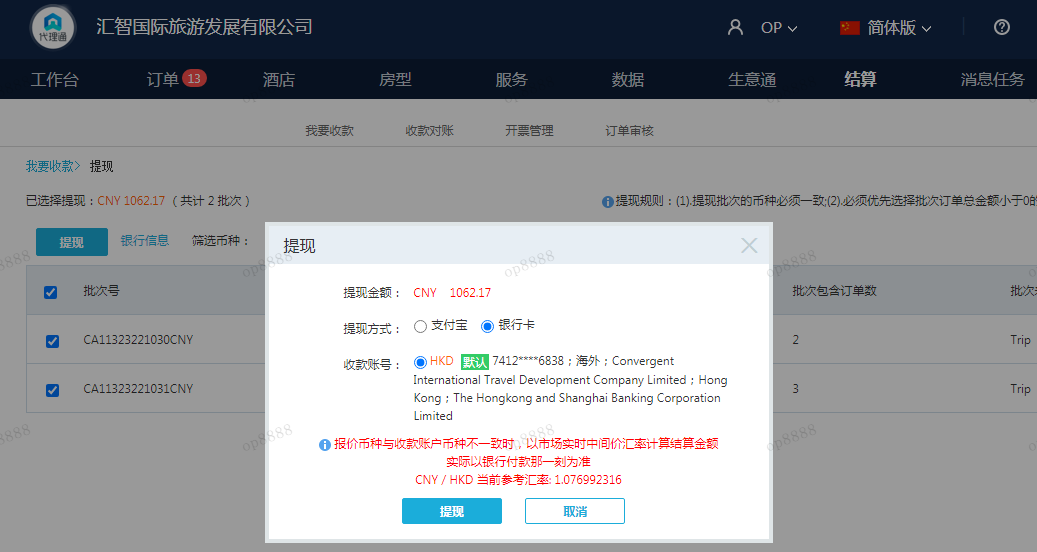 代理通
汇智国际旅游发展有限公司
OP
简体版
工作台
订单 13
酒店
房型
服务
数据
生意通
结算
消息任务
我要收款
收款对账
开票管理
订单审核
我要收款> 提现
已选择提现：CNY 1062.17 （共计 2 批次）
提现规则：(1).提现批次的币种必须一致;(2).必须优先选择批次订单总金额小于0的
提现
银行信息
筛选币种：
批次号
批次包含订单数
CA11323221030CNY
2
Trip
CA11323221031CNY
3
Trip
提现
提现金额： CNY 1062.17
提现方式： 支付宝 银行卡
收款账号： HKD 默认 7412****6838；海外；Convergent
International Travel Development Company Limited；Hong
Kong；The Hongkong and Shanghai Banking Corporation
Limited
报价币种与收款账户币种不一致时，以市场实时中间价汇率计算结算金额
实际以银行付款那一刻为准
CNY / HKD 当前参考汇率: 1.076992316
提现
取消
op8888
op8888
op8888
op8888
op8888
op8888
op8888
op8888